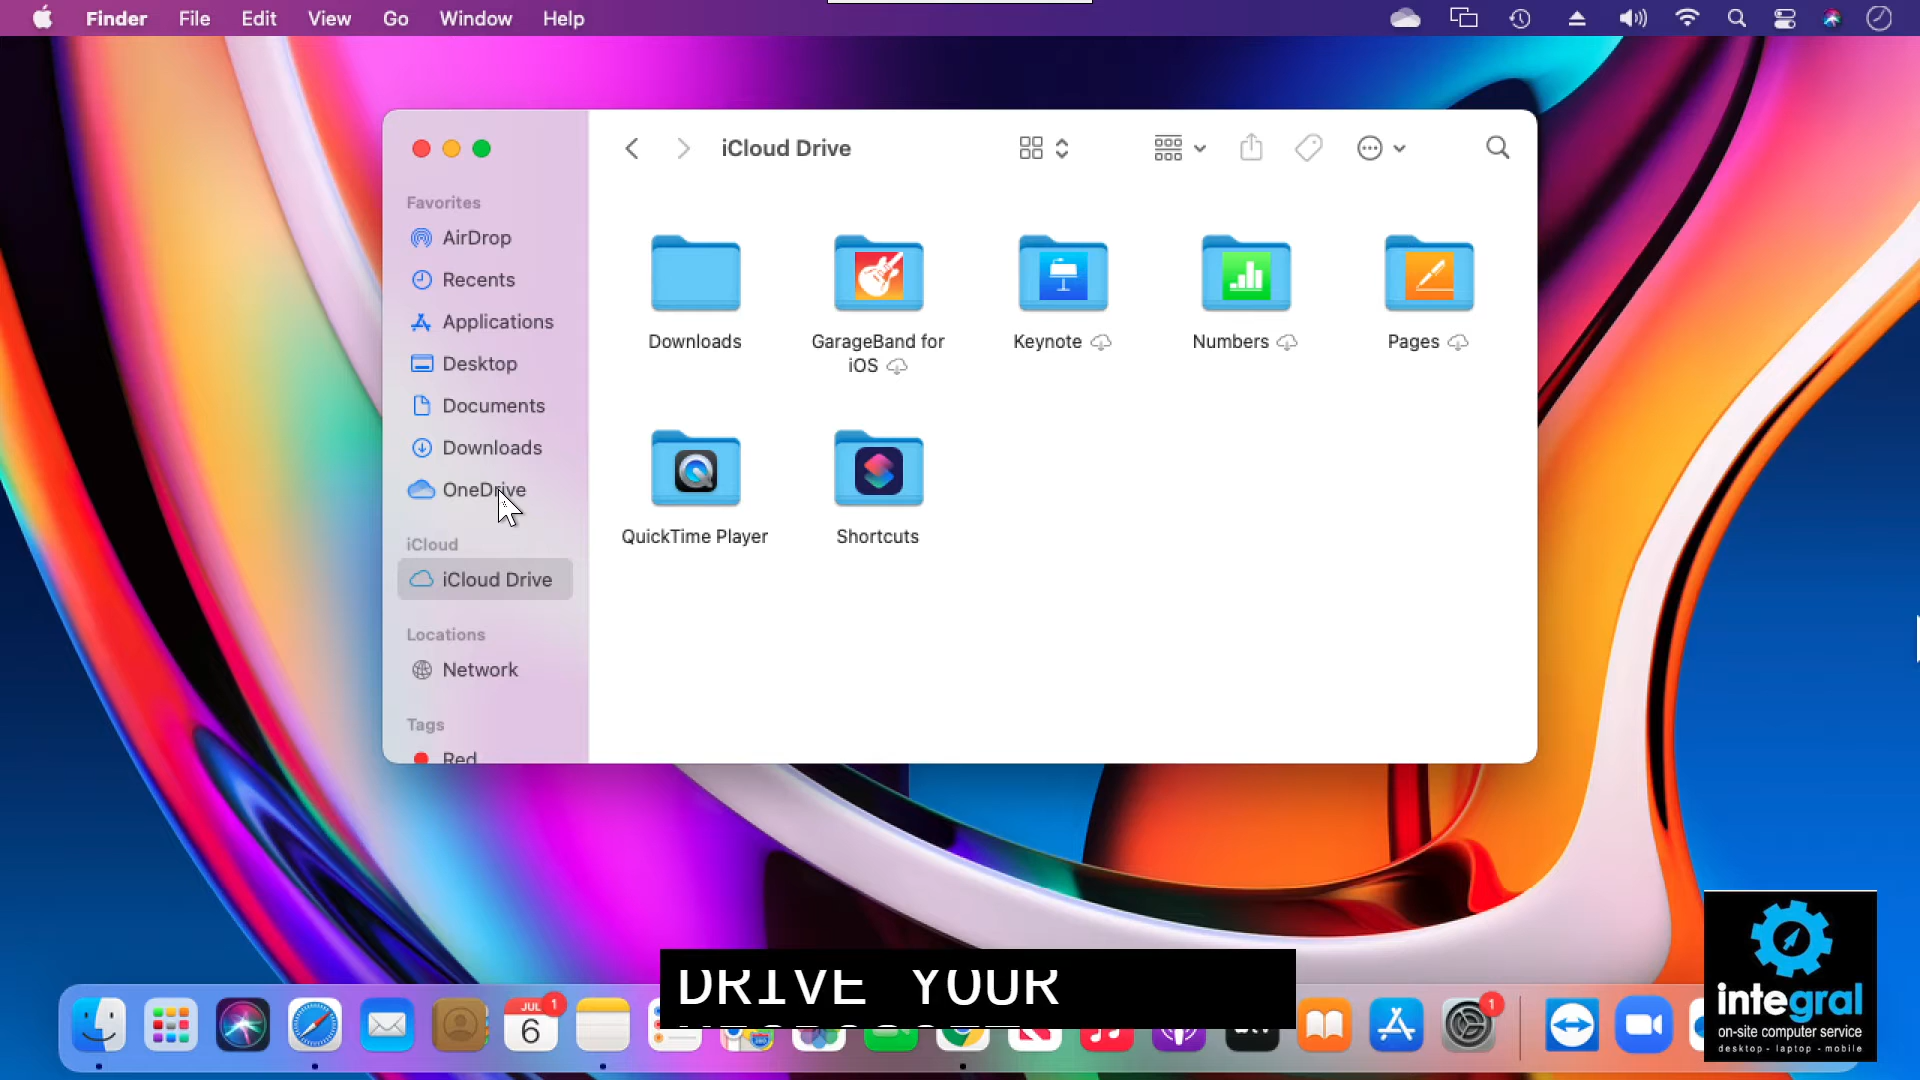 Finder File Edit View Go Window Help
iCloud Drive
Favorites
AirDrop
Recents
Applications
Desktop
Documents
Downloads
OneDrive
iCloud
iCloud Drive
Locations
Network
Tags
Red
Downloads
GarageBand for
iOS
Keynote
Numbers
Pages
QuickTime Player
Shortcuts
DRIVE YOUR
JUL
6
1
1
integral
on-site computer service
desktop - laptop - mobile